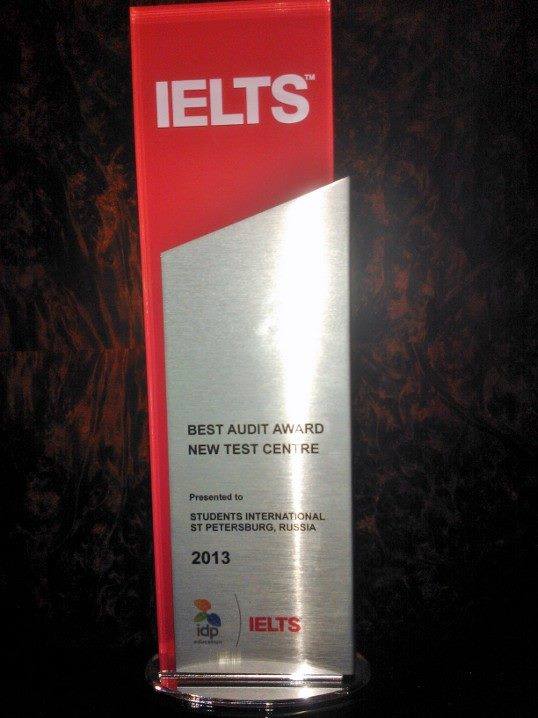 IELTS™
BEST AUDIT AWARD
NEW TEST CENTRE
Presented to
STUDENTS INTERNATIONAL
ST PETERSBURG, RUSSIA
2013
idp
education
IELTS